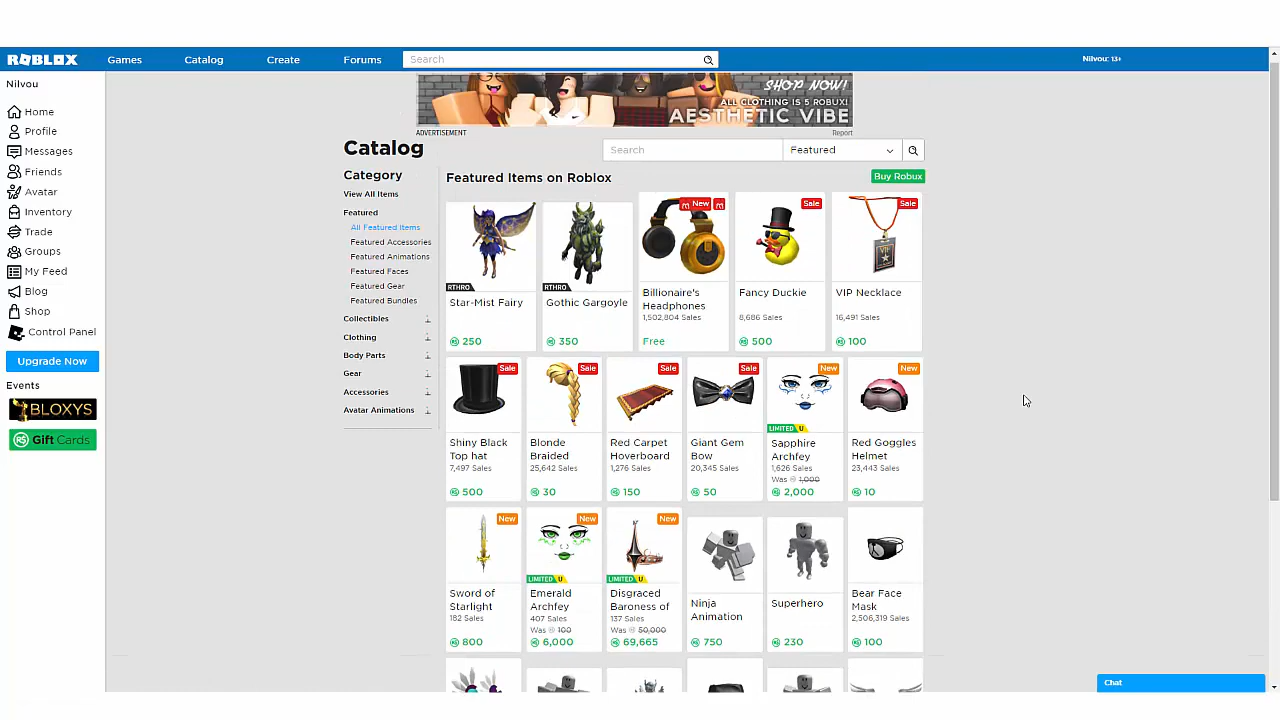 ROBLOX
Games
Catalog
Create
Forums
Search
Nilvou: 13+
Nilvou
Home
Profile
Messages
Friends
Avatar
Inventory
Trade
Groups
My Feed
Blog
Shop
Control Panel
Upgrade Now
Events
BLOXYS
Gift Cards
SHOP NOW!
ALL CLOTHING IS 5 ROBUX!
AESTHETIC VIBE
ADVERTISEMENT
Report
Catalog
Search
Featured
Category
View All Items
Featured
All Featured Items
Featured Accessories
Featured Animations
Featured Faces
Featured Gear
Featured Bundles
Collectibles
Clothing
Body Parts
Gear
Accessories
Avatar Animations
Featured Items on Roblox
Buy Robux
RTHRO
Star-Mist Fairy
250
RTHRO
Gothic Gargoyle
350
New
Billionaire's
Headphones
1,502,804 Sales
Free
Sale
Fancy Duckie
8,686 Sales
500
Sale
VIP
VIP Necklace
16,491 Sales
100
Sale
Shiny Black
Top hat
7,497 Sales
500
Sale
Blonde
Braided
25,642 Sales
30
Sale
Red Carpet
Hoverboard
1,276 Sales
150
Sale
Giant Gem
Bow
20,345 Sales
50
New
LIMITED U
Sapphire
Archfey
1,626 Sales
Was 1,000
2,000
New
Red Goggles
Helmet
23,443 Sales
10
New
Sword of
Starlight
182 Sales
800
New
LIMITED U
Emerald
Archfey
407 Sales
Was 100
6,000
New
LIMITED U
Disgraced
Baroness of
137 Sales
Was 50,000
69,665
Ninja
Animation
750
Superhero
230
Bear Face
Mask
2,506,319 Sales
100
Chat